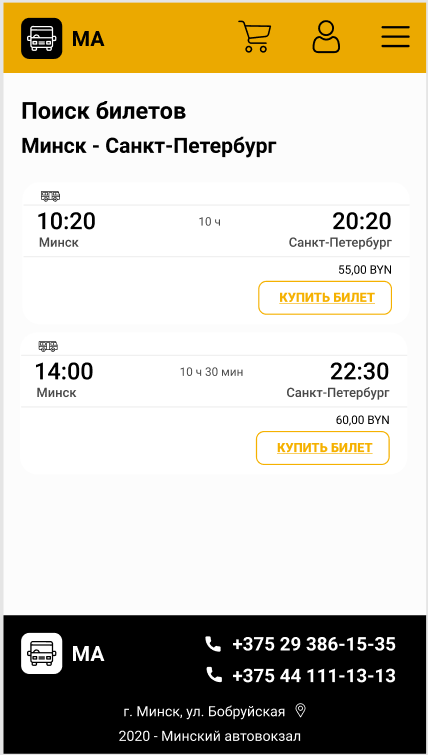 МА
Поиск билетов
Минск - Санкт-Петербург
10:20 10 ч 20:20
Минск Санкт-Петербург
55,00 BYN
КУПИТЬ БИЛЕТ
14:00 10 ч 30 мин 22:30
Минск Санкт-Петербург
60,00 BYN
КУПИТЬ БИЛЕТ
МА
+375 29 386-15-35
+375 44 111-13-13
г. Минск, ул. Бобруйская
2020 - Минский автовокзал